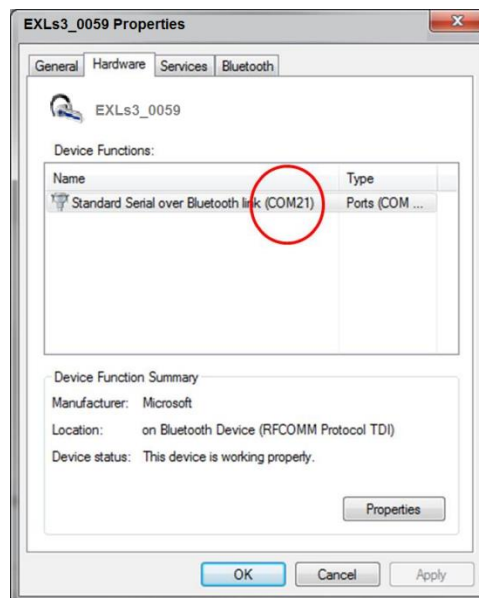 EXLs3_0059 Properties
X
General Hardware Services Bluetooth
EXLs3_0059
Device Functions:
Name Type
Standard Serial over Bluetooth link (COM21) Ports (COM ...
Device Function Summary
Manufacturer: Microsoft
Location: on Bluetooth Device (RFCOMM Protocol TDI)
Device status: This device is working properly.
Properties
OK Cancel Apply